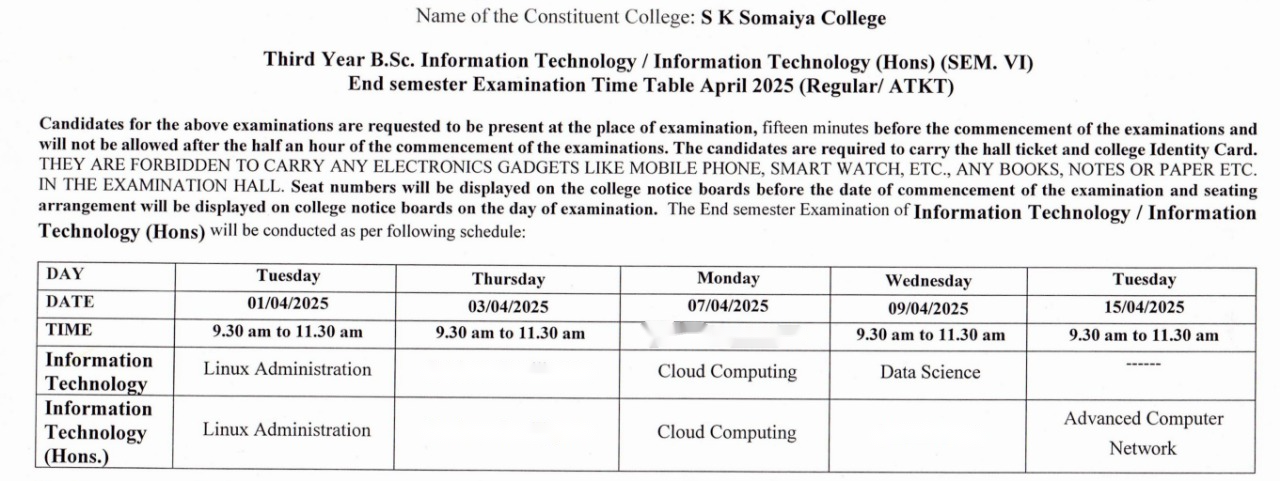 Name of the Constituent College: S K Somaiya College
Third Year B.Sc. Information Technology / Information Technology (Hons) (SEM. VI)
End semester Examination Time Table April 2025 (Regular/ ATKT)
Candidates for the above examinations are requested to be present at the place of examination, fifteen minutes before the commencement of the examinations and
will not be allowed after the half an hour of the commencement of the examinations. The candidates are required to carry the hall ticket and college Identity Card.
THEY ARE FORBIDDEN TO CARRY ANY ELECTRONICS GADGETS LIKE MOBILE PHONE, SMART WATCH, ETC., ANY BOOKS, NOTES OR PAPER ETC.
IN THE EXAMINATION HALL. Seat numbers will be displayed on the college notice boards before the date of commencement of the examination and seating
arrangement will be displayed on college notice boards on the day of examination. The End semester Examination of Information Technology / Information
Technology (Hons) will be conducted as per following schedule:
DAY Tuesday Thursday Monday Wednesday Tuesday
DATE 01/04/2025 03/04/2025 07/04/2025 09/04/2025 15/04/2025
TIME 9.30 am to 11.30 am 9.30 am to 11.30 am 9.30 am to 11.30 am 9.30 am to 11.30 am
Information
Technology Linux Administration Cloud Computing Data Science ------
Information
Technology
(Hons.) Linux Administration Cloud Computing Advanced Computer
Network